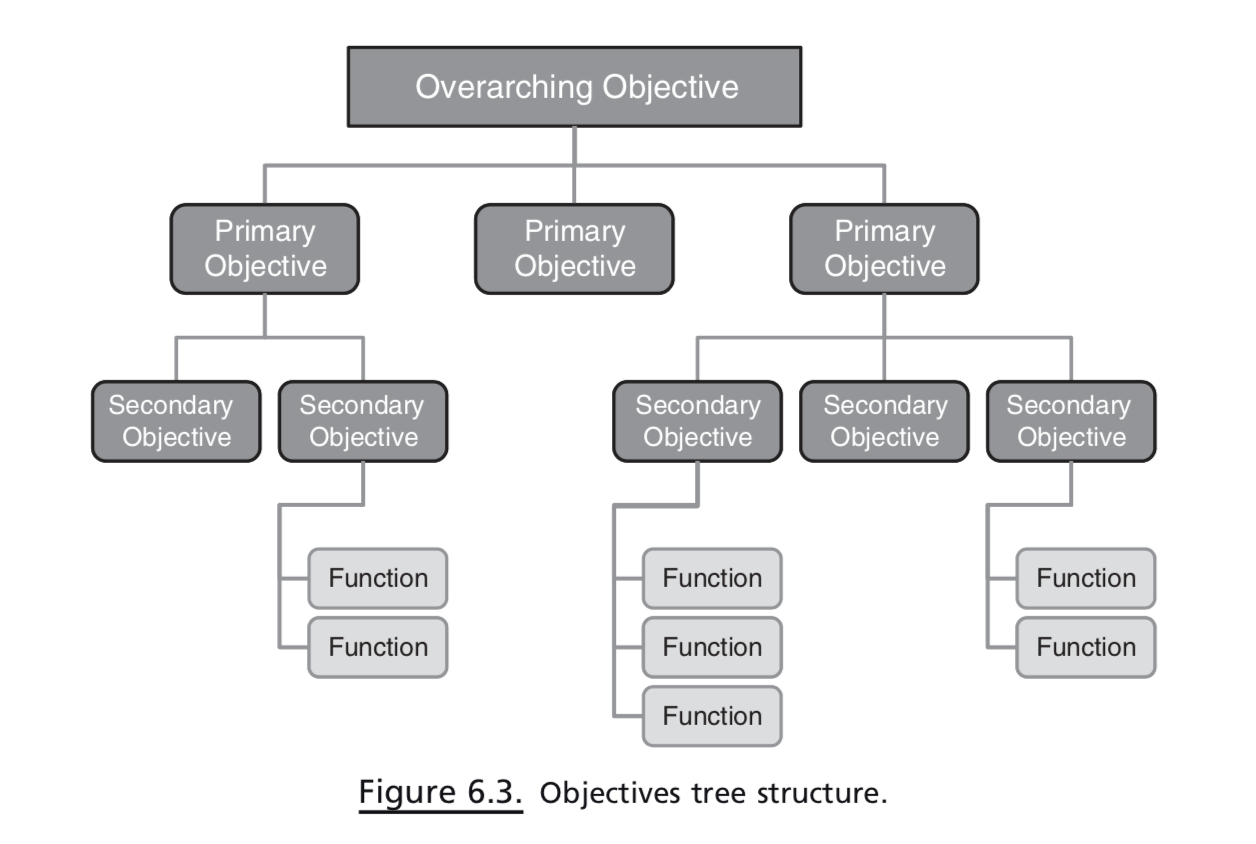 Overarching Objective
Primary
Objective
Primary
Objective
Primary
Objective
Secondary
Objective
Secondary
Objective
Secondary
Objective
Secondary
Objective
Secondary
Objective
Function
Function
Function
Function
Function
Function
Function
Figure 6.3. Objectives tree structure.